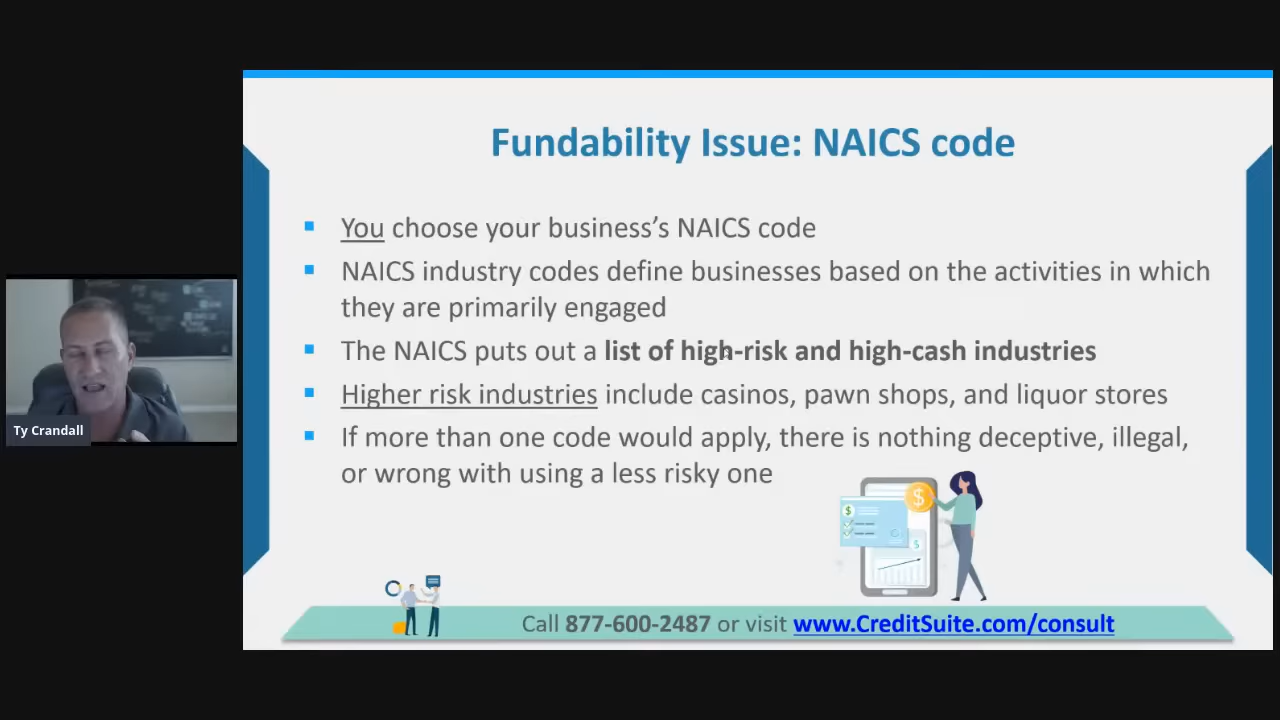 Fundability Issue: NAICS code
You choose your business’s NAICS code
NAICS industry codes define businesses based on the activities in which
they are primarily engaged
The NAICS puts out a list of high-risk and high-cash industries
Higher risk industries include casinos, pawn shops, and liquor stores
If more than one code would apply, there is nothing deceptive, illegal,
or wrong with using a less risky one
Ty Crandall
$
$
$
Call 877-600-2487 or visit www.CreditSuite.com/consult